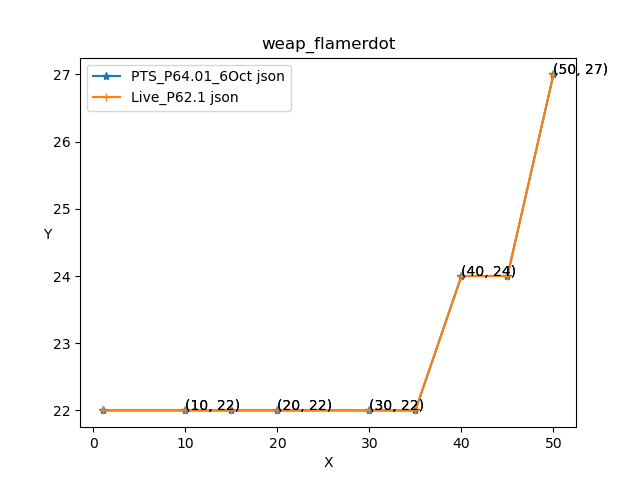 weap_flamerdot
PTS_P64.01_6Oct json
Live_P62.1 json
(50, 27)
27
26
25
Y
24
(40, 24)
23
22
(10, 22) (20, 22) (30, 22)
0 10 20 30 40 50
X